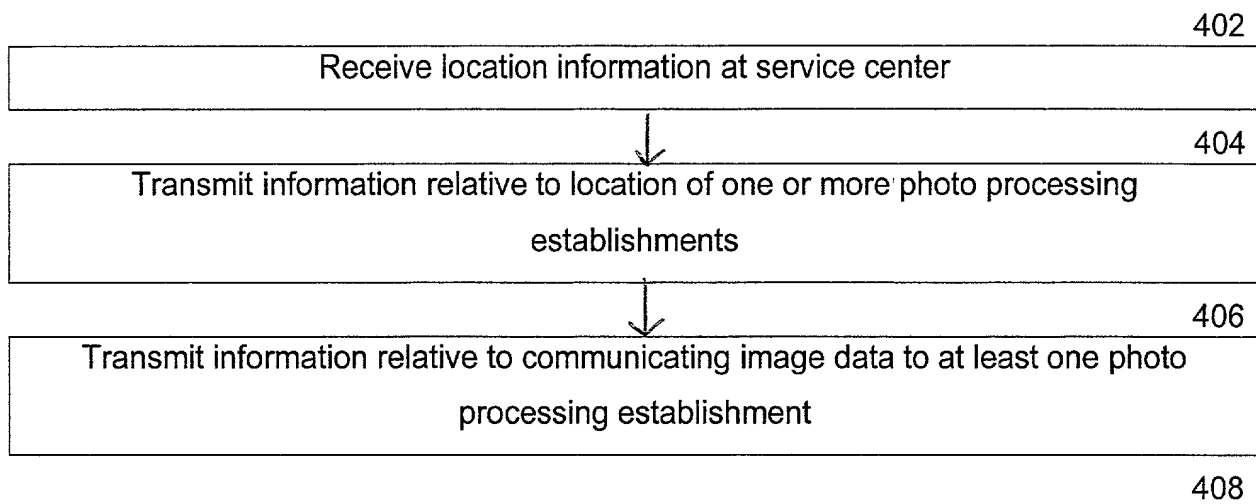 402
Receive location information at service center
404
Transmit information relative to location of one or more photo processing
establishments
406
Transmit information relative to communicating image data to at least one photo
processing establishment
408